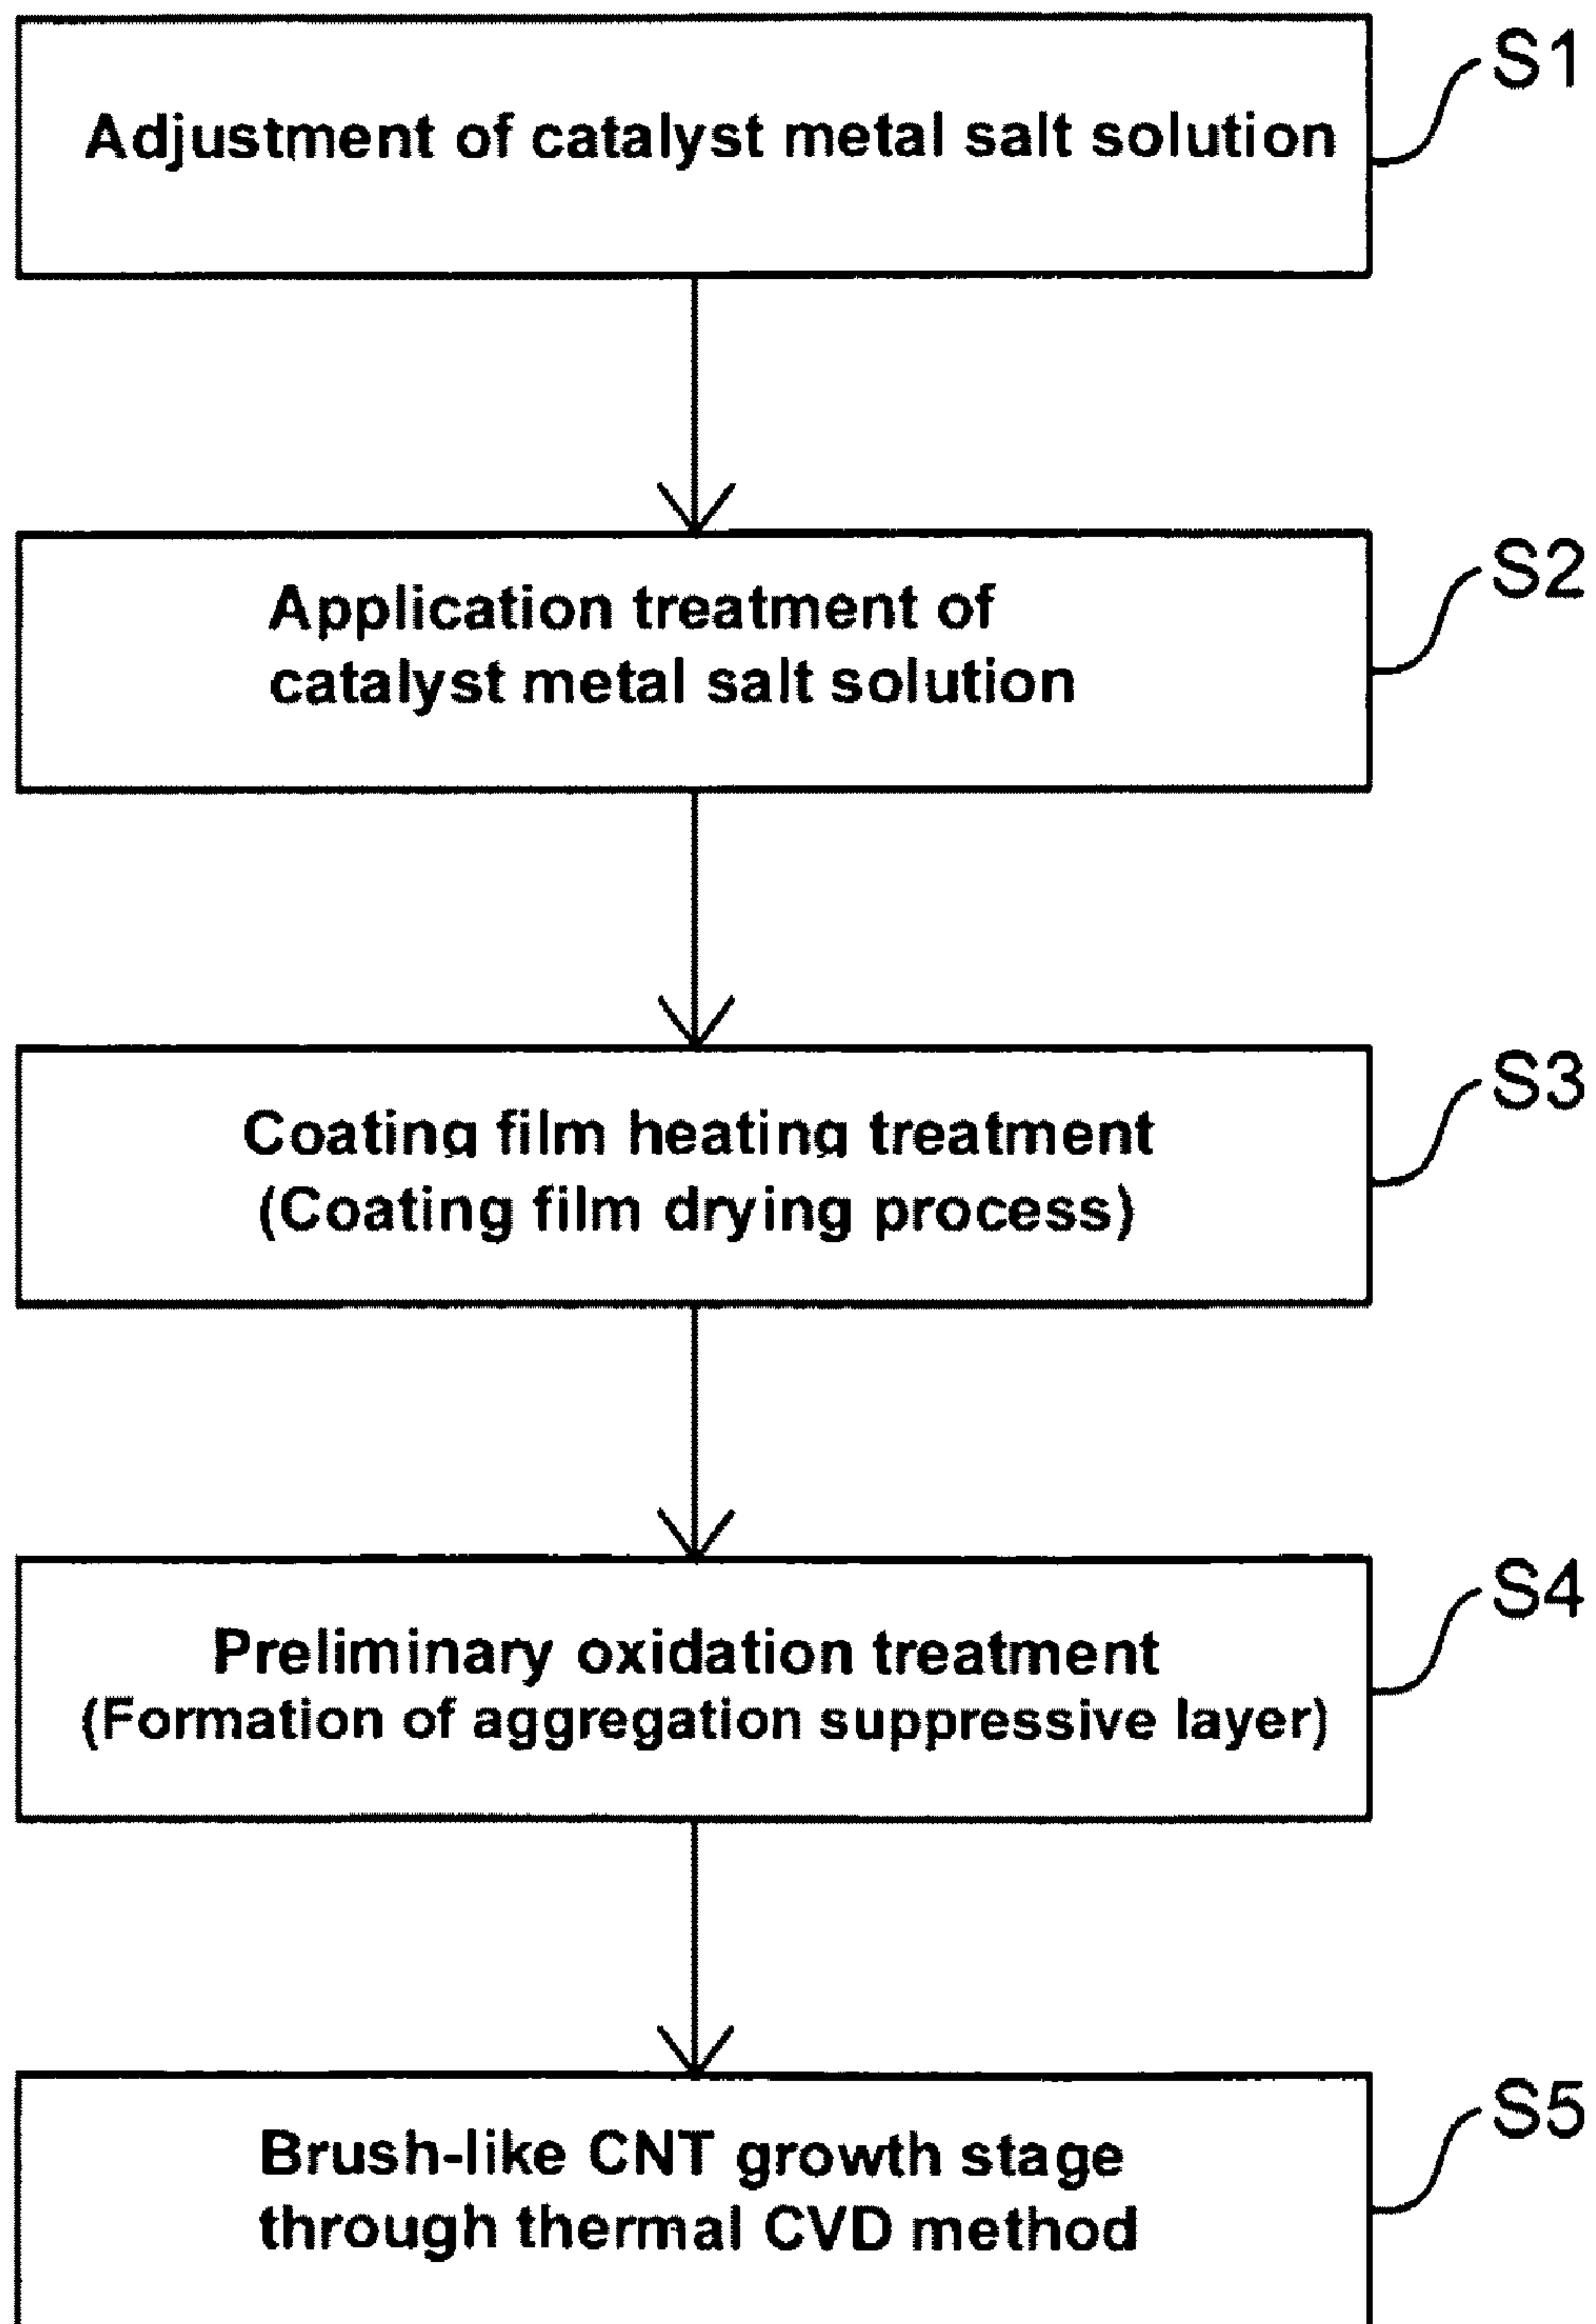 Adjustment of catalyst metal salt solution
S1
Application treatment of
catalyst metal salt solution
S2
Coating film heating treatment
(Coating film drying process)
S3
Preliminary oxidation treatment
(Formation of aggregation suppressive layer)
S4
Brush-like CNT growth stage
through thermal CVD method
S5